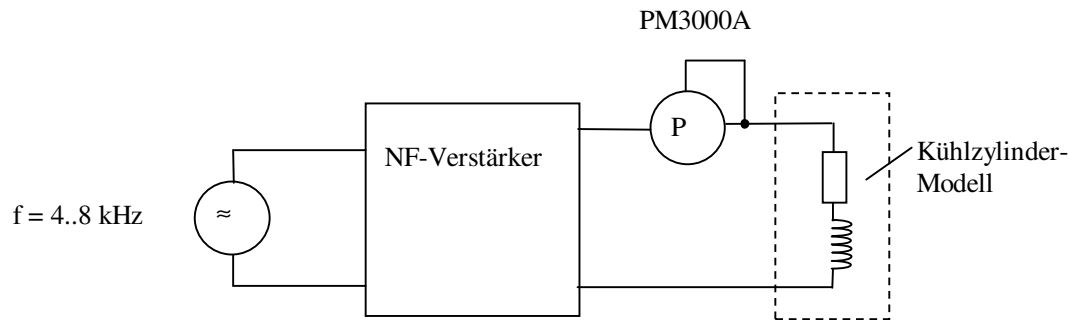 PM3000A
P
NF-Verstärker
Kühlzylinder-
Modell
f = 4..8 kHz
≈